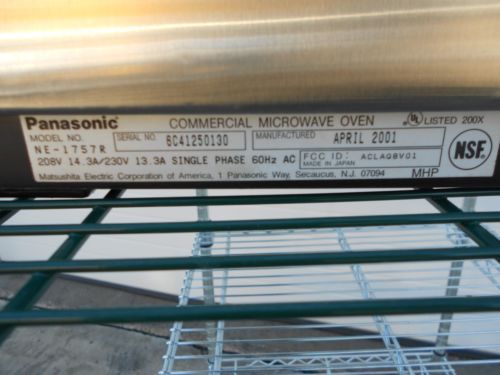 Panasonic COMMERCIAL MICROWAVE OVEN UL LISTED 200X
MODEL NO. NE-1757R SERIAL NO. 6C41250130 MANUFACTURED APRIL 2001
208V 14.3A/230V 13.3A SINGLE PHASE 60Hz AC FCC ID: ACLAQ8V01
MADE IN JAPAN
Matsushita Electric Corporation of America, 1 Panasonic Way, Secaucus, N.J. 07094 MHP
NSF